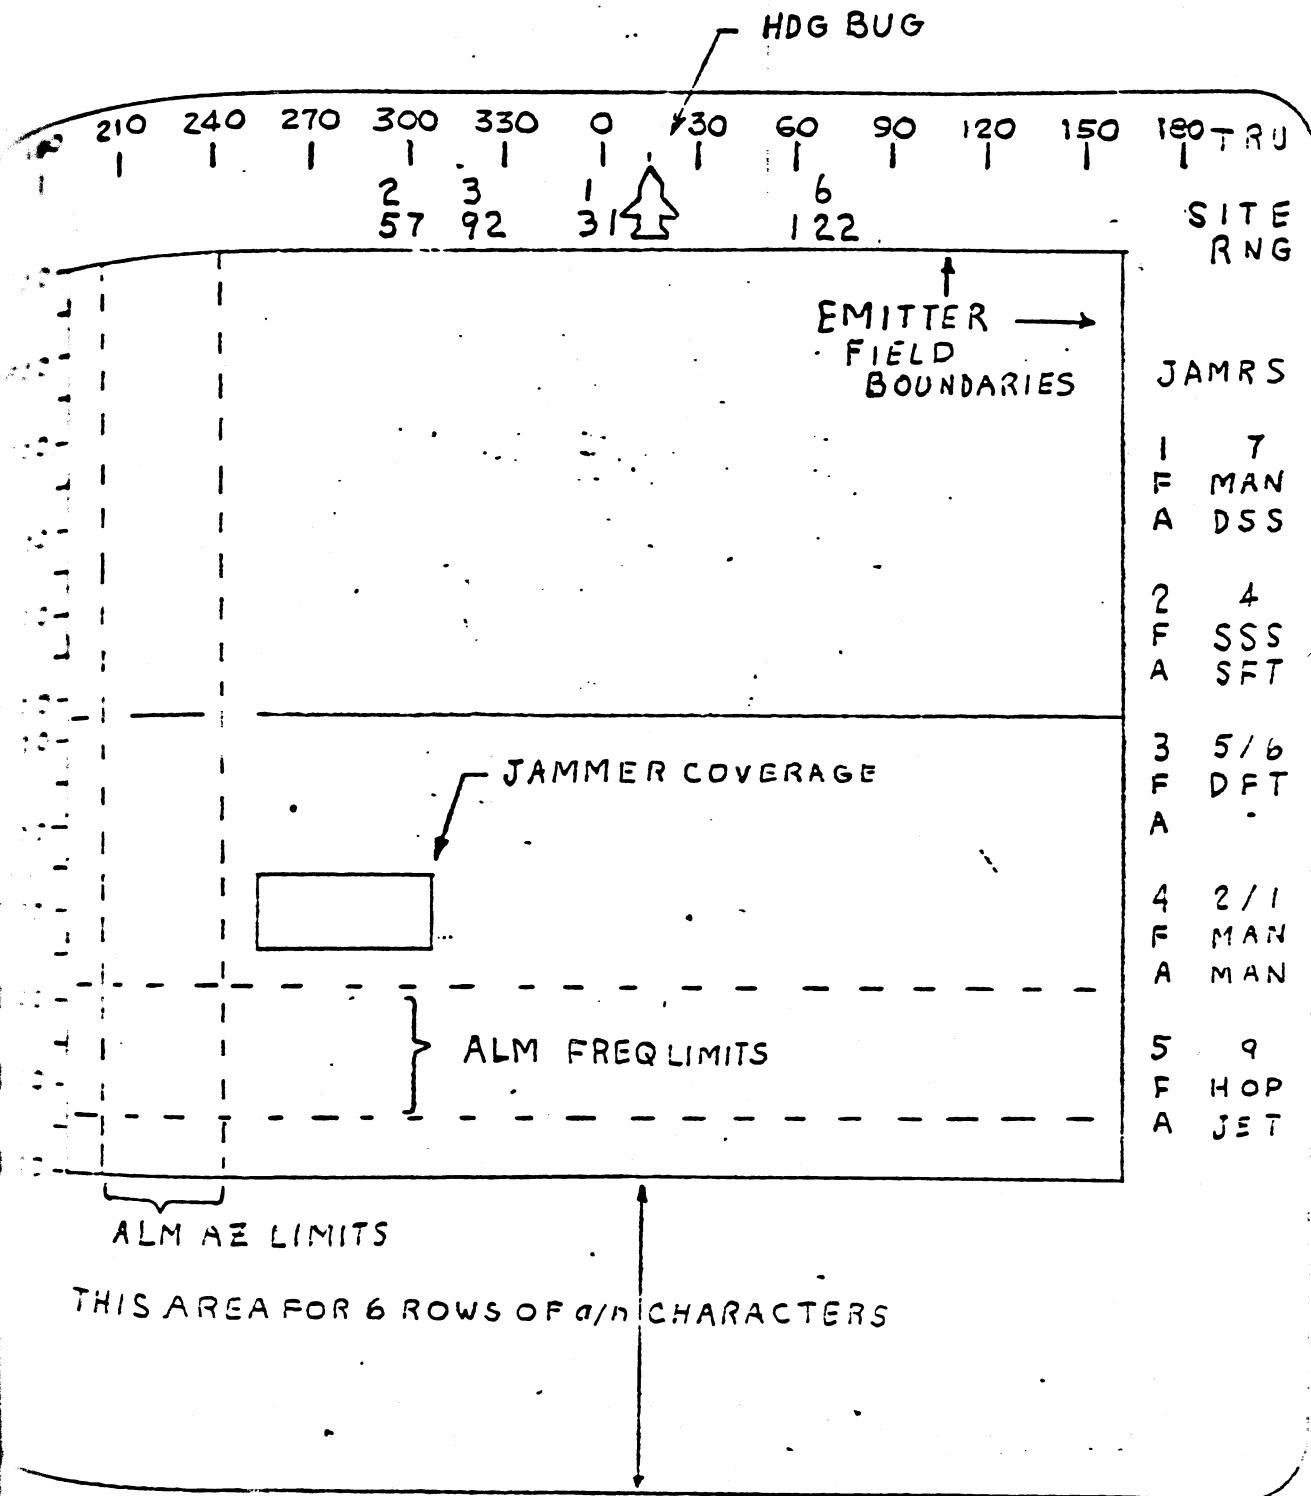 HDG BUG
210 240 270 300 330 0 30 60 90 120 150 180 TRU
2 3 1 6 SITE
57 92 31 122 RNG
EMITTER
FIELD
BOUNDARIES
JAMRS
1 7
F MAN
A DSS
2 4
F SSS
A SFT
3 5/6
F DFT
A -
JAMMER COVERAGE
4 2/1
F MAN
A MAN
ALM FREQ LIMITS
5 9
F HOP
A JET
ALM AZ LIMITS
THIS AREA FOR 6 ROWS OF a/n CHARACTERS